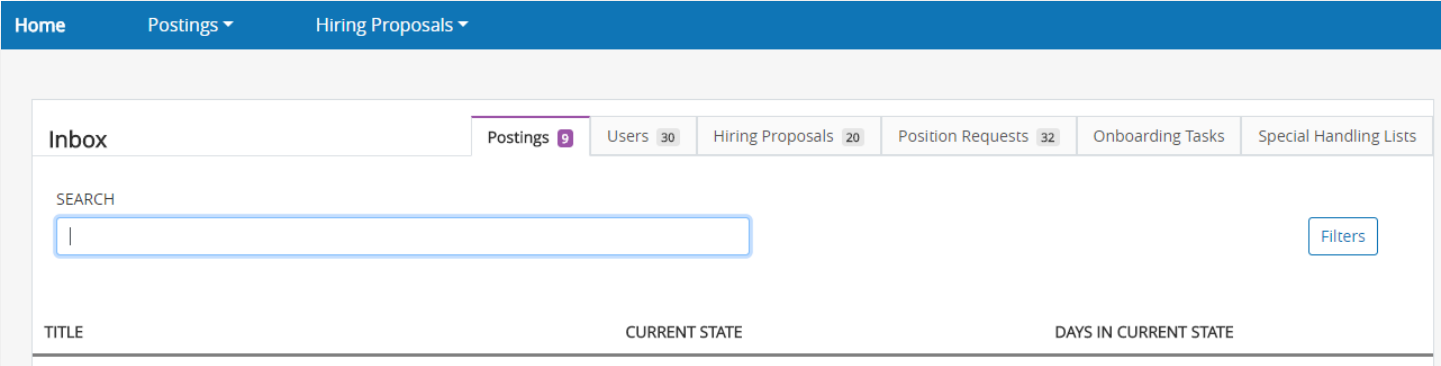 Home Postings Hiring Proposals
Inbox Postings 9 Users 30 Hiring Proposals 20 Position Requests 32 Onboarding Tasks Special Handling Lists
SEARCH
Filters
TITLE CURRENT STATE DAYS IN CURRENT STATE